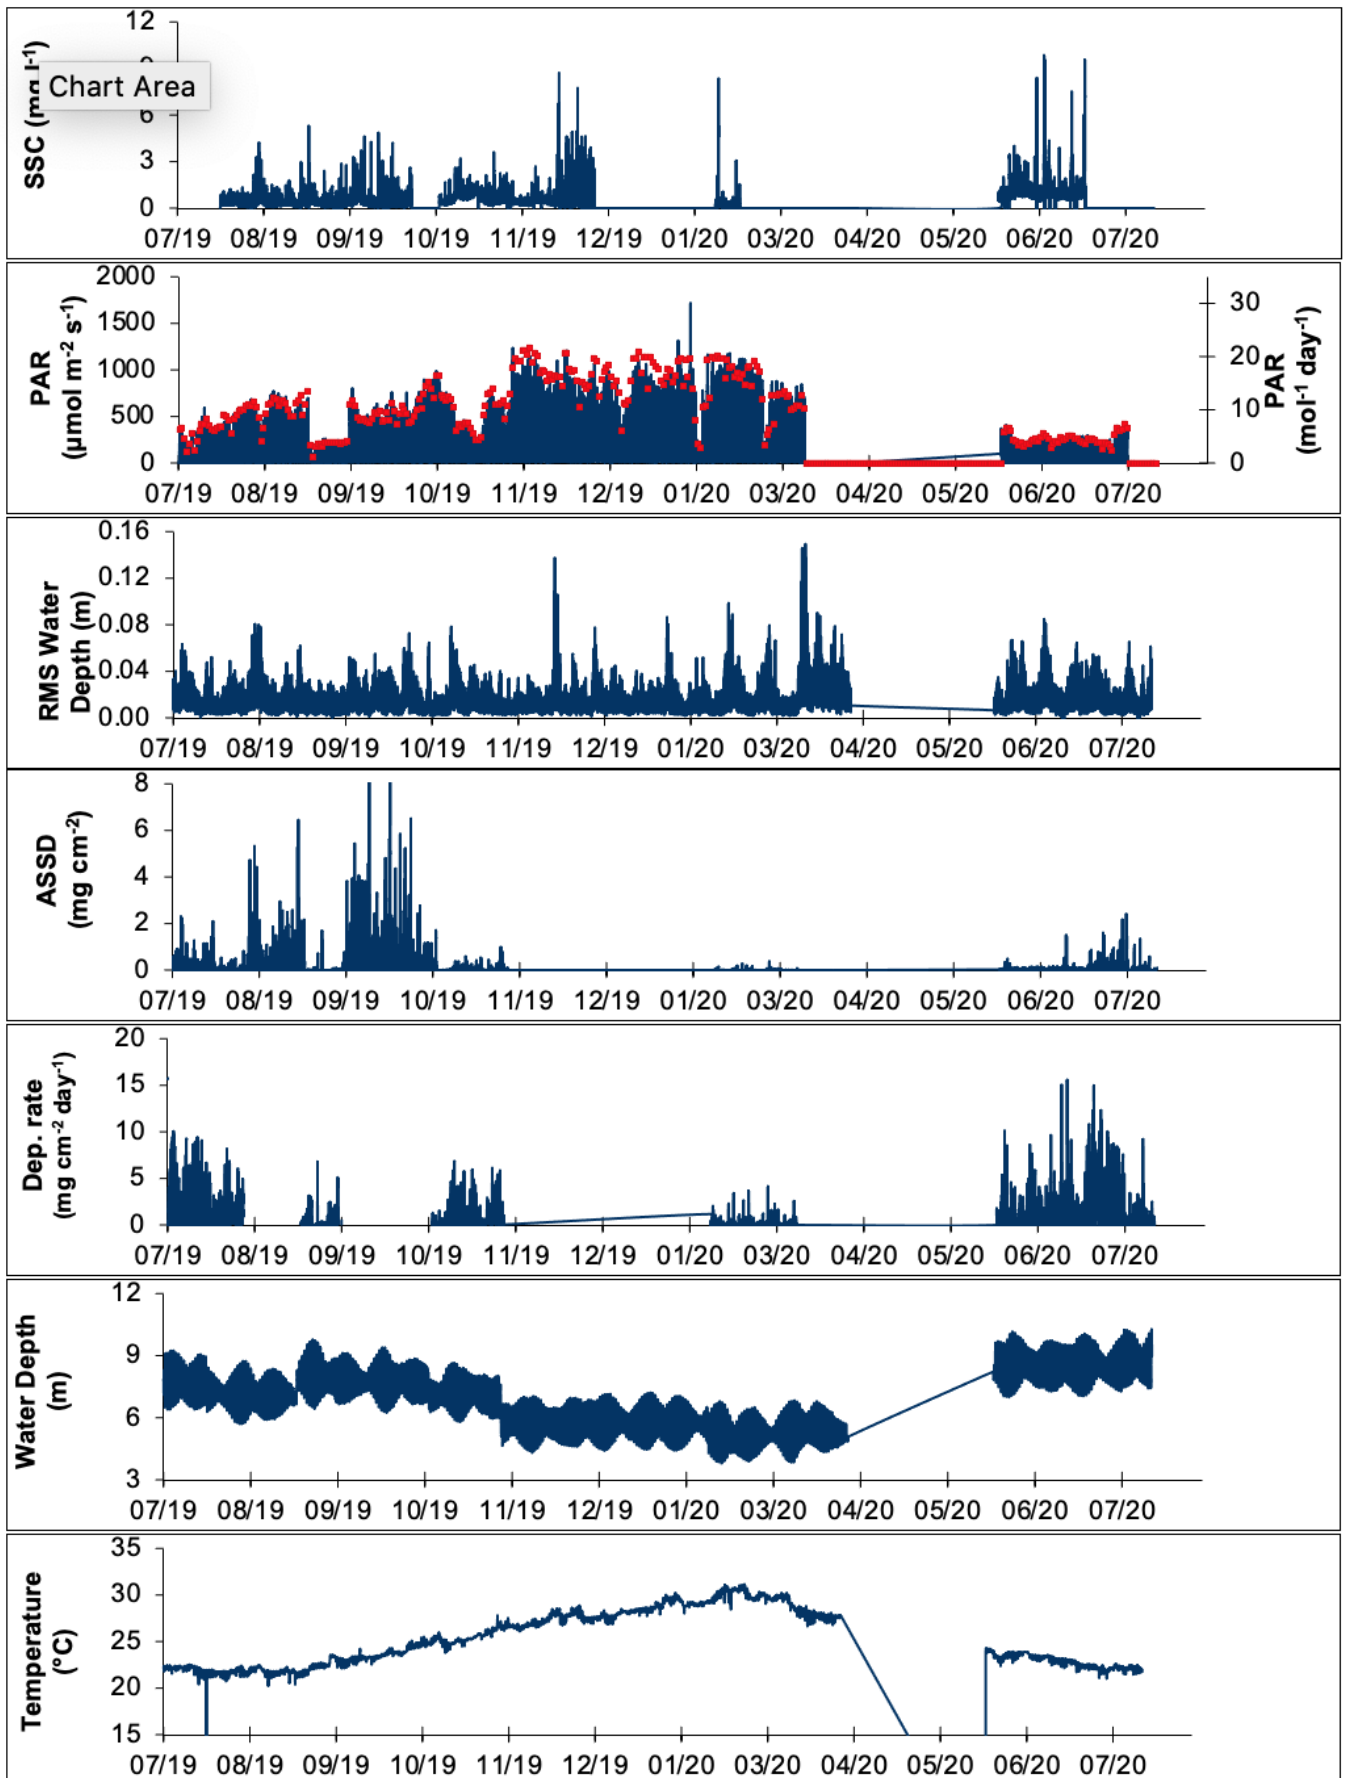 12
9
Chart Area
6
3
0
SSC (mg l-1)
07/19 08/19 09/19 10/19 11/19 12/19 01/20 03/20 04/20 05/20 06/20 07/20
2000
1500
1000
500
0
PAR
(µmol m-2 s-1)
30
20
10
0
PAR
(mol-1 day-1)
07/19 08/19 09/19 10/19 11/19 12/19 01/20 03/20 04/20 05/20 06/20 07/20
0.16
0.12
0.08
0.04
0.00
RMS Water
Depth (m)
07/19 08/19 09/19 10/19 11/19 12/19 01/20 03/20 04/20 05/20 06/20 07/20
8
6
4
2
0
ASSD
(mg cm-2)
07/19 08/19 09/19 10/19 11/19 12/19 01/20 03/20 04/20 05/20 06/20 07/20
20
15
10
5
0
Dep. rate
(mg cm-2 day-1)
07/19 08/19 09/19 10/19 11/19 12/19 01/20 03/20 04/20 05/20 06/20 07/20
12
9
6
3
Water Depth
(m)
07/19 08/19 09/19 10/19 11/19 12/19 01/20 03/20 04/20 05/20 06/20 07/20
35
30
25
20
15
Temperature
(°C)
07/19 08/19 09/19 10/19 11/19 12/19 01/20 03/20 04/20 05/20 06/20 07/20